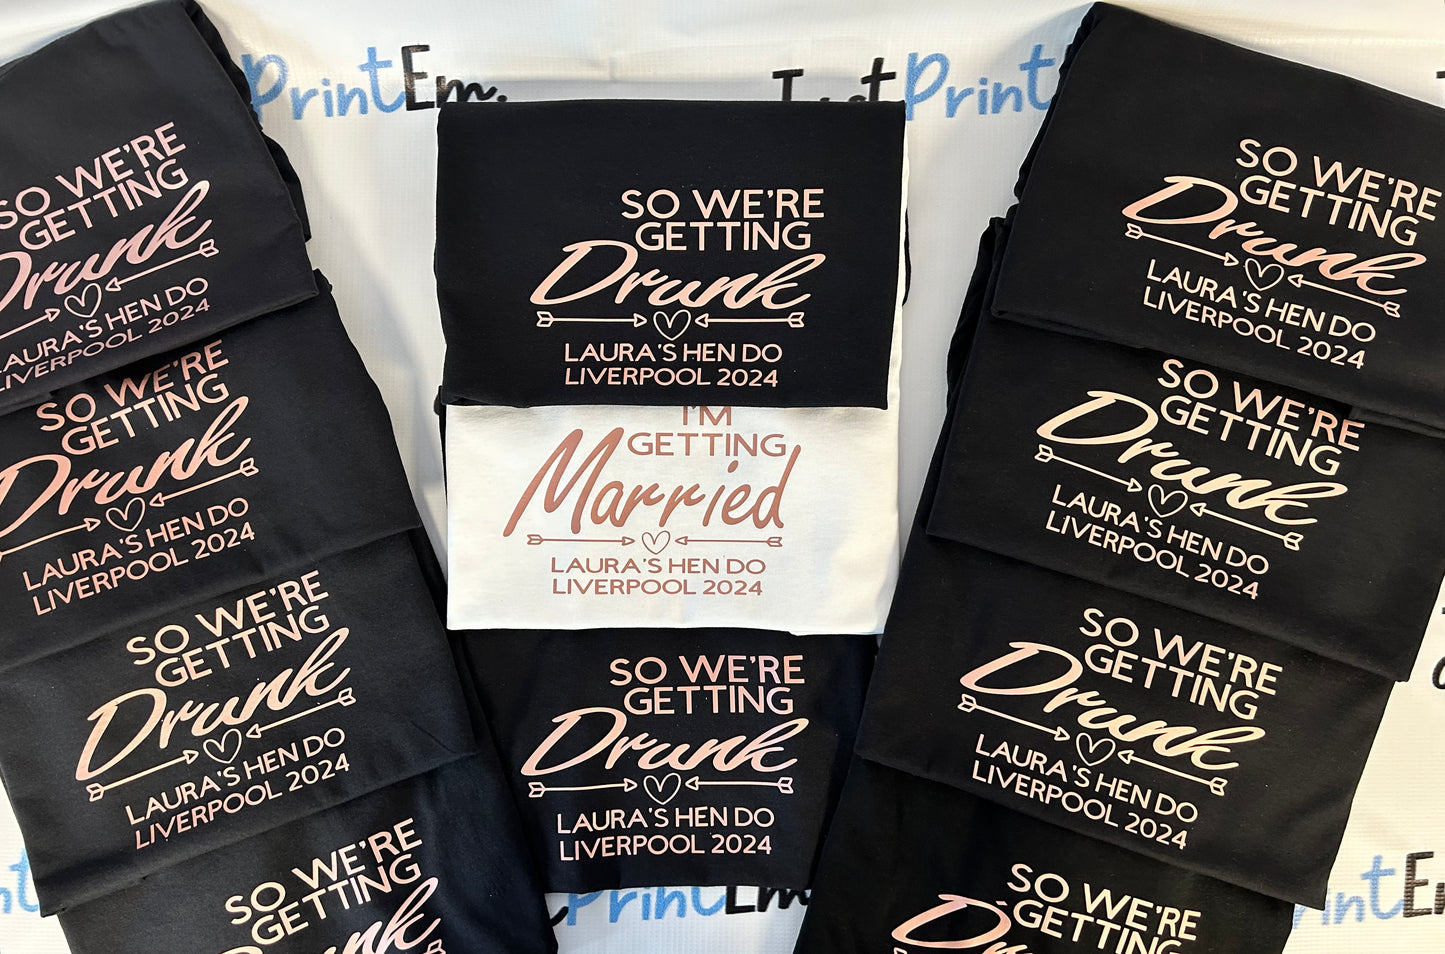 PrintEm.
Just PrintEm
SO WE'RE
GETTING
Drunk
LAURA'S HEN DO
LIVERPOOL 2024
SO WE'RE
GETTING
Drunk
LAURA'S HEN DO
LIVERPOOL 2024
SO WE'RE
GETTING
Drunk
LAURA'S HEN DO
LIVERPOOL 2024
SO WE'RE
GETTING
Drunk
SO WE'RE
GETTING
Drunk
LAURA'S HEN DO
LIVERPOOL 2024
I'M
GETTING
Married
LAURA'S HEN DO
LIVERPOOL 2024
SO WE'RE
GETTING
Drunk
LAURA'S HEN DO
LIVERPOOL 2024
SO WE'RE
GETTING
Drunk
LAURA'S HEN DO
LIVERPOOL 2024
SO WE'RE
GETTING
Drunk
LAURA'S HEN DO
LIVERPOOL 2024
SO WE'RE
GETTING
Drunk
LAURA'S HEN DO
LIVERPOOL 2024
SO WE'RE
GETTING
PrintEm.